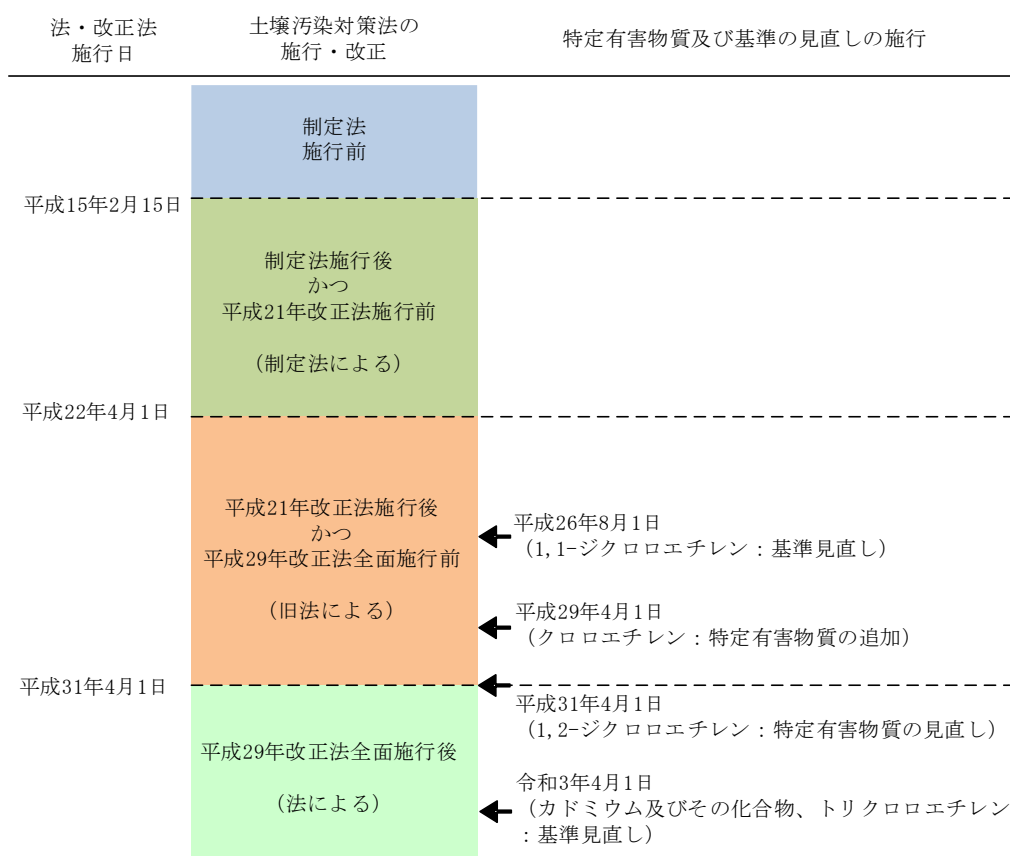 法・改正法
施行日
土壌汚染対策法の
施行・改正
特定有害物質及び基準の見直しの施行
制定法
施行前
平成15年2月15日
制定法施行後
かつ
平成21年改正法施行前
(制定法による)
平成22年4月1日
平成21年改正法施行後
かつ
平成29年改正法全面施行前
(旧法による)
平成26年8月1日
(1,1-ジクロロエチレン:基準見直し)
平成29年4月1日
(クロロエチレン:特定有害物質の追加)
平成31年4月1日
平成31年4月1日
(1,2-ジクロロエチレン:特定有害物質の見直し)
平成29年改正法全面施行後
(法による)
令和3年4月1日
(カドミウム及びその化合物、トリクロロエチレン
:基準見直し)